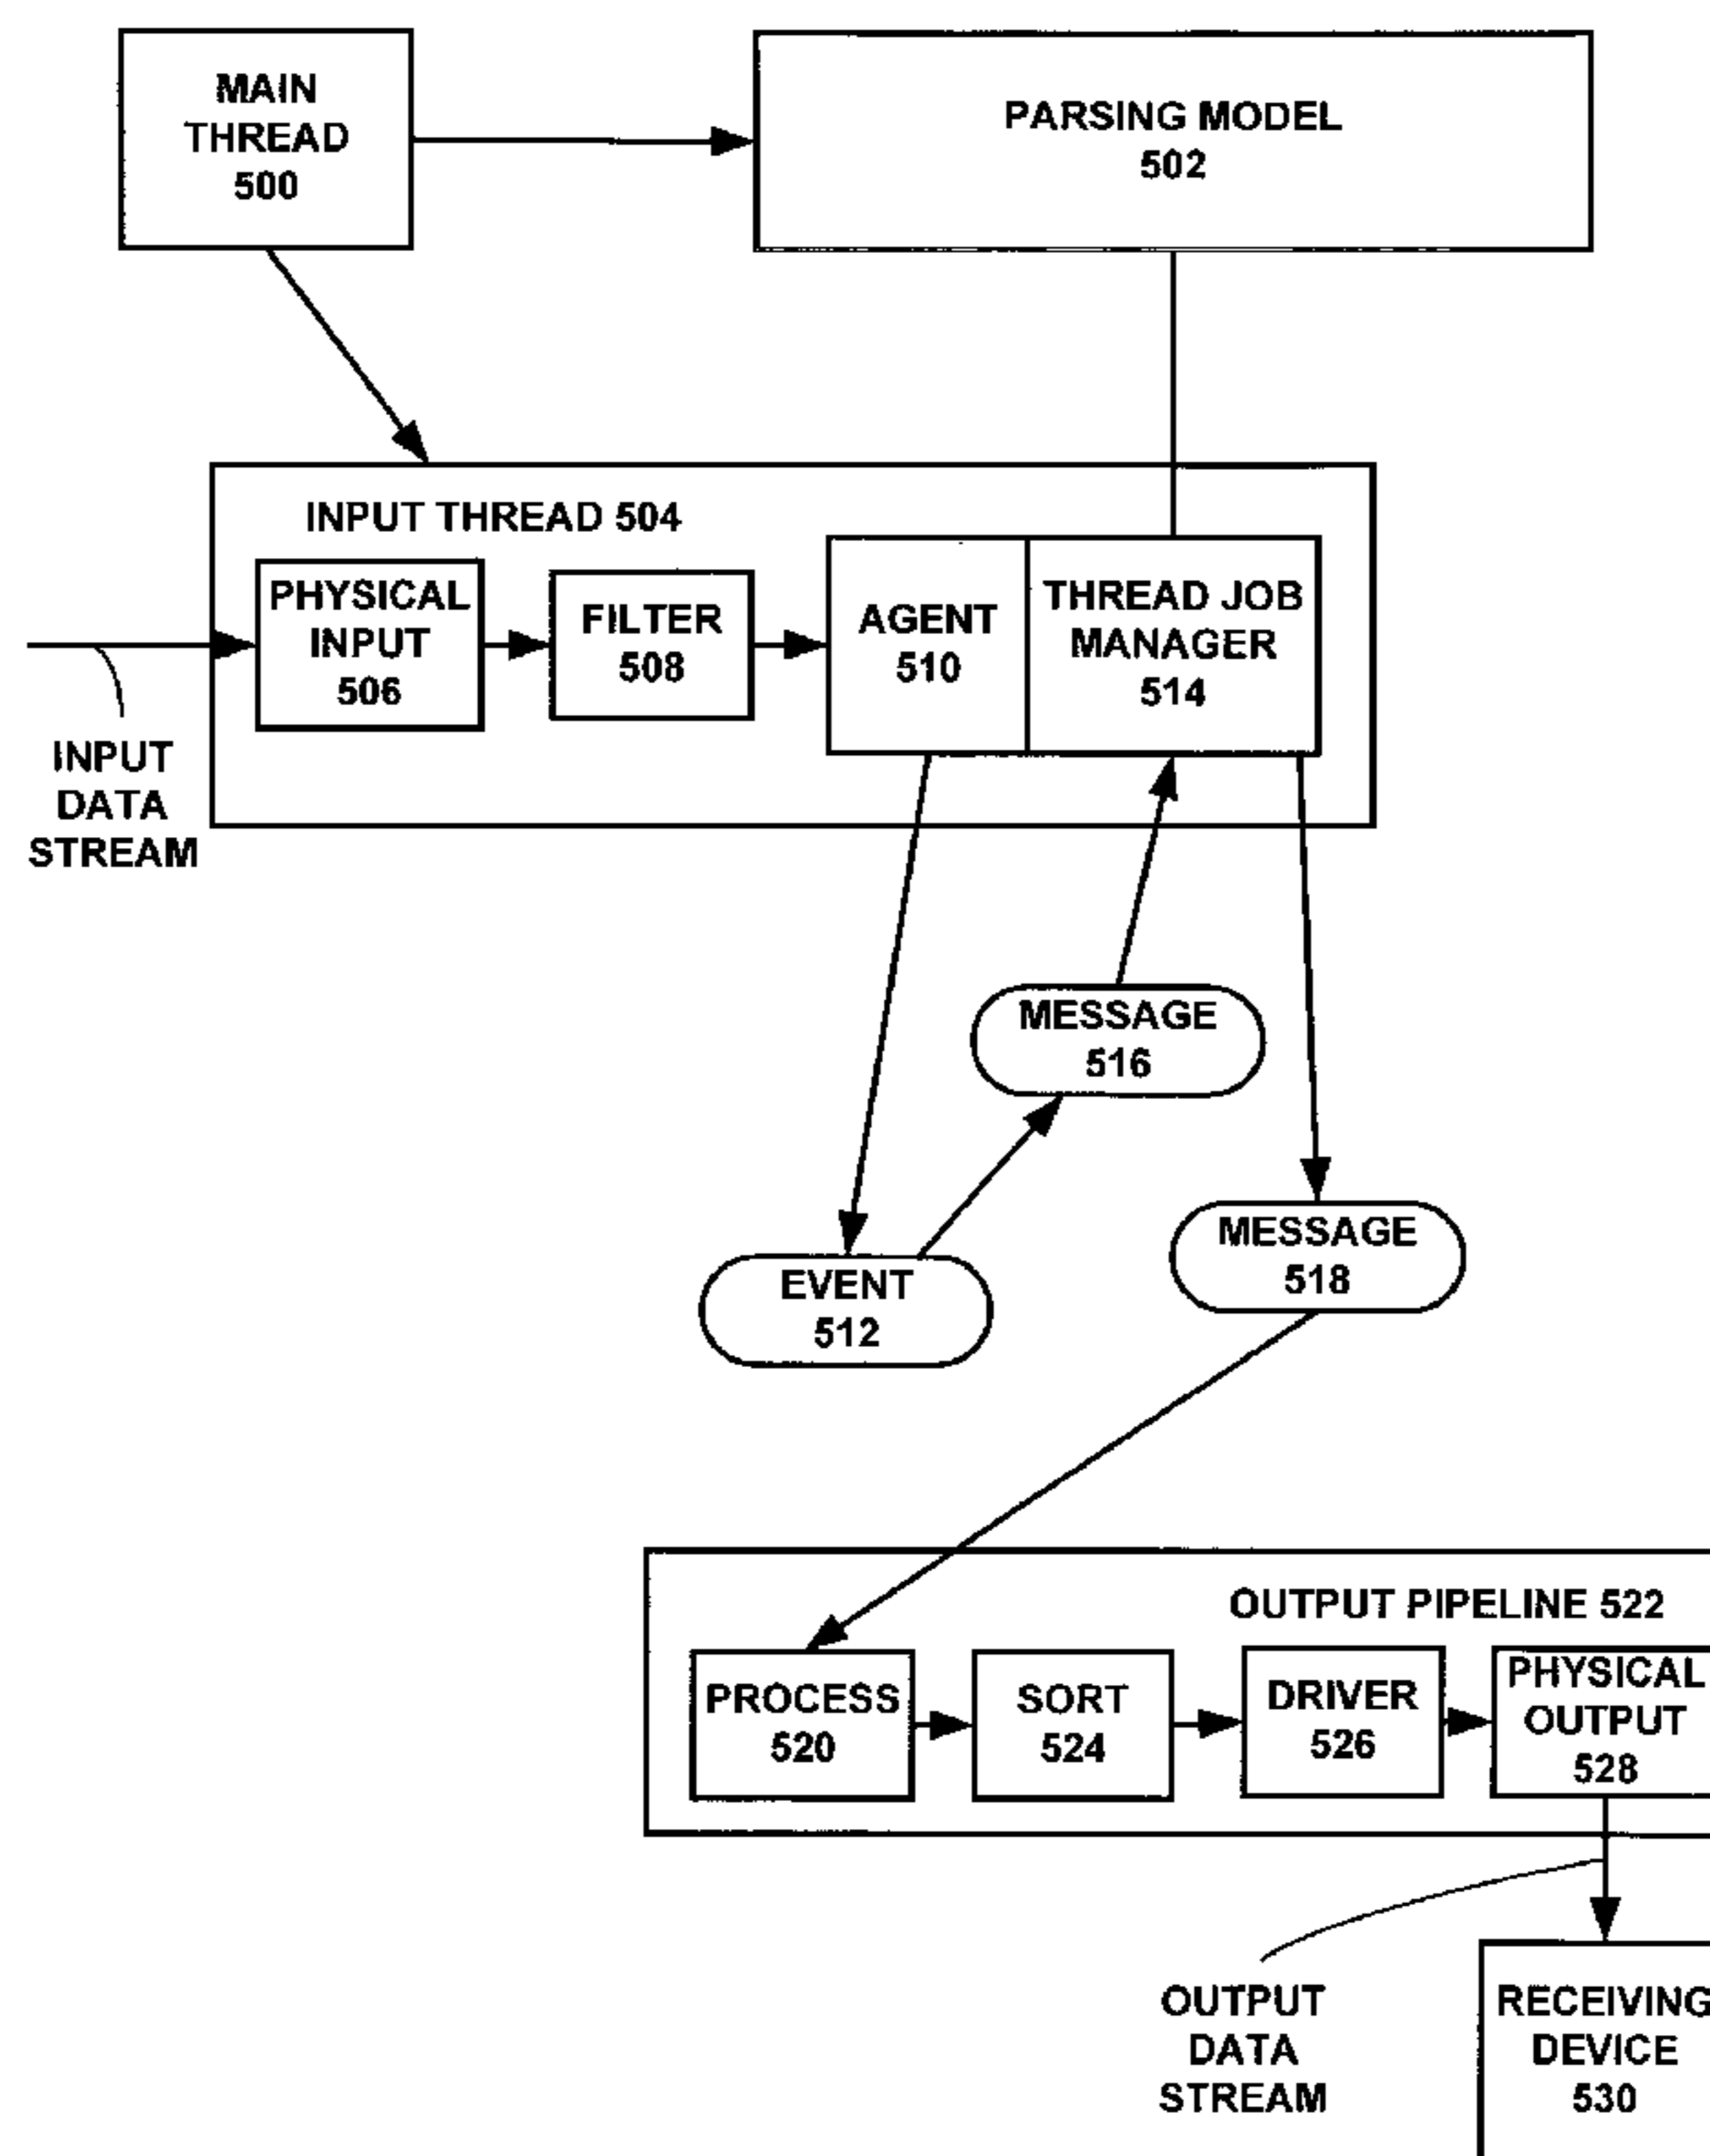 MAIN
THREAD
500
PARSING MODEL
502
INPUT THREAD 504
PHYSICAL
INPUT
506
FILTER
508
AGENT
510
THREAD JOB
MANAGER
514
INPUT
DATA
STREAM
MESSAGE
516
MESSAGE
518
EVENT
512
OUTPUT PIPELINE 522
PROCESS
520
SORT
524
DRIVER
526
PHYSICAL
OUTPUT
528
OUTPUT
DATA
STREAM
RECEIVING
DEVICE
530